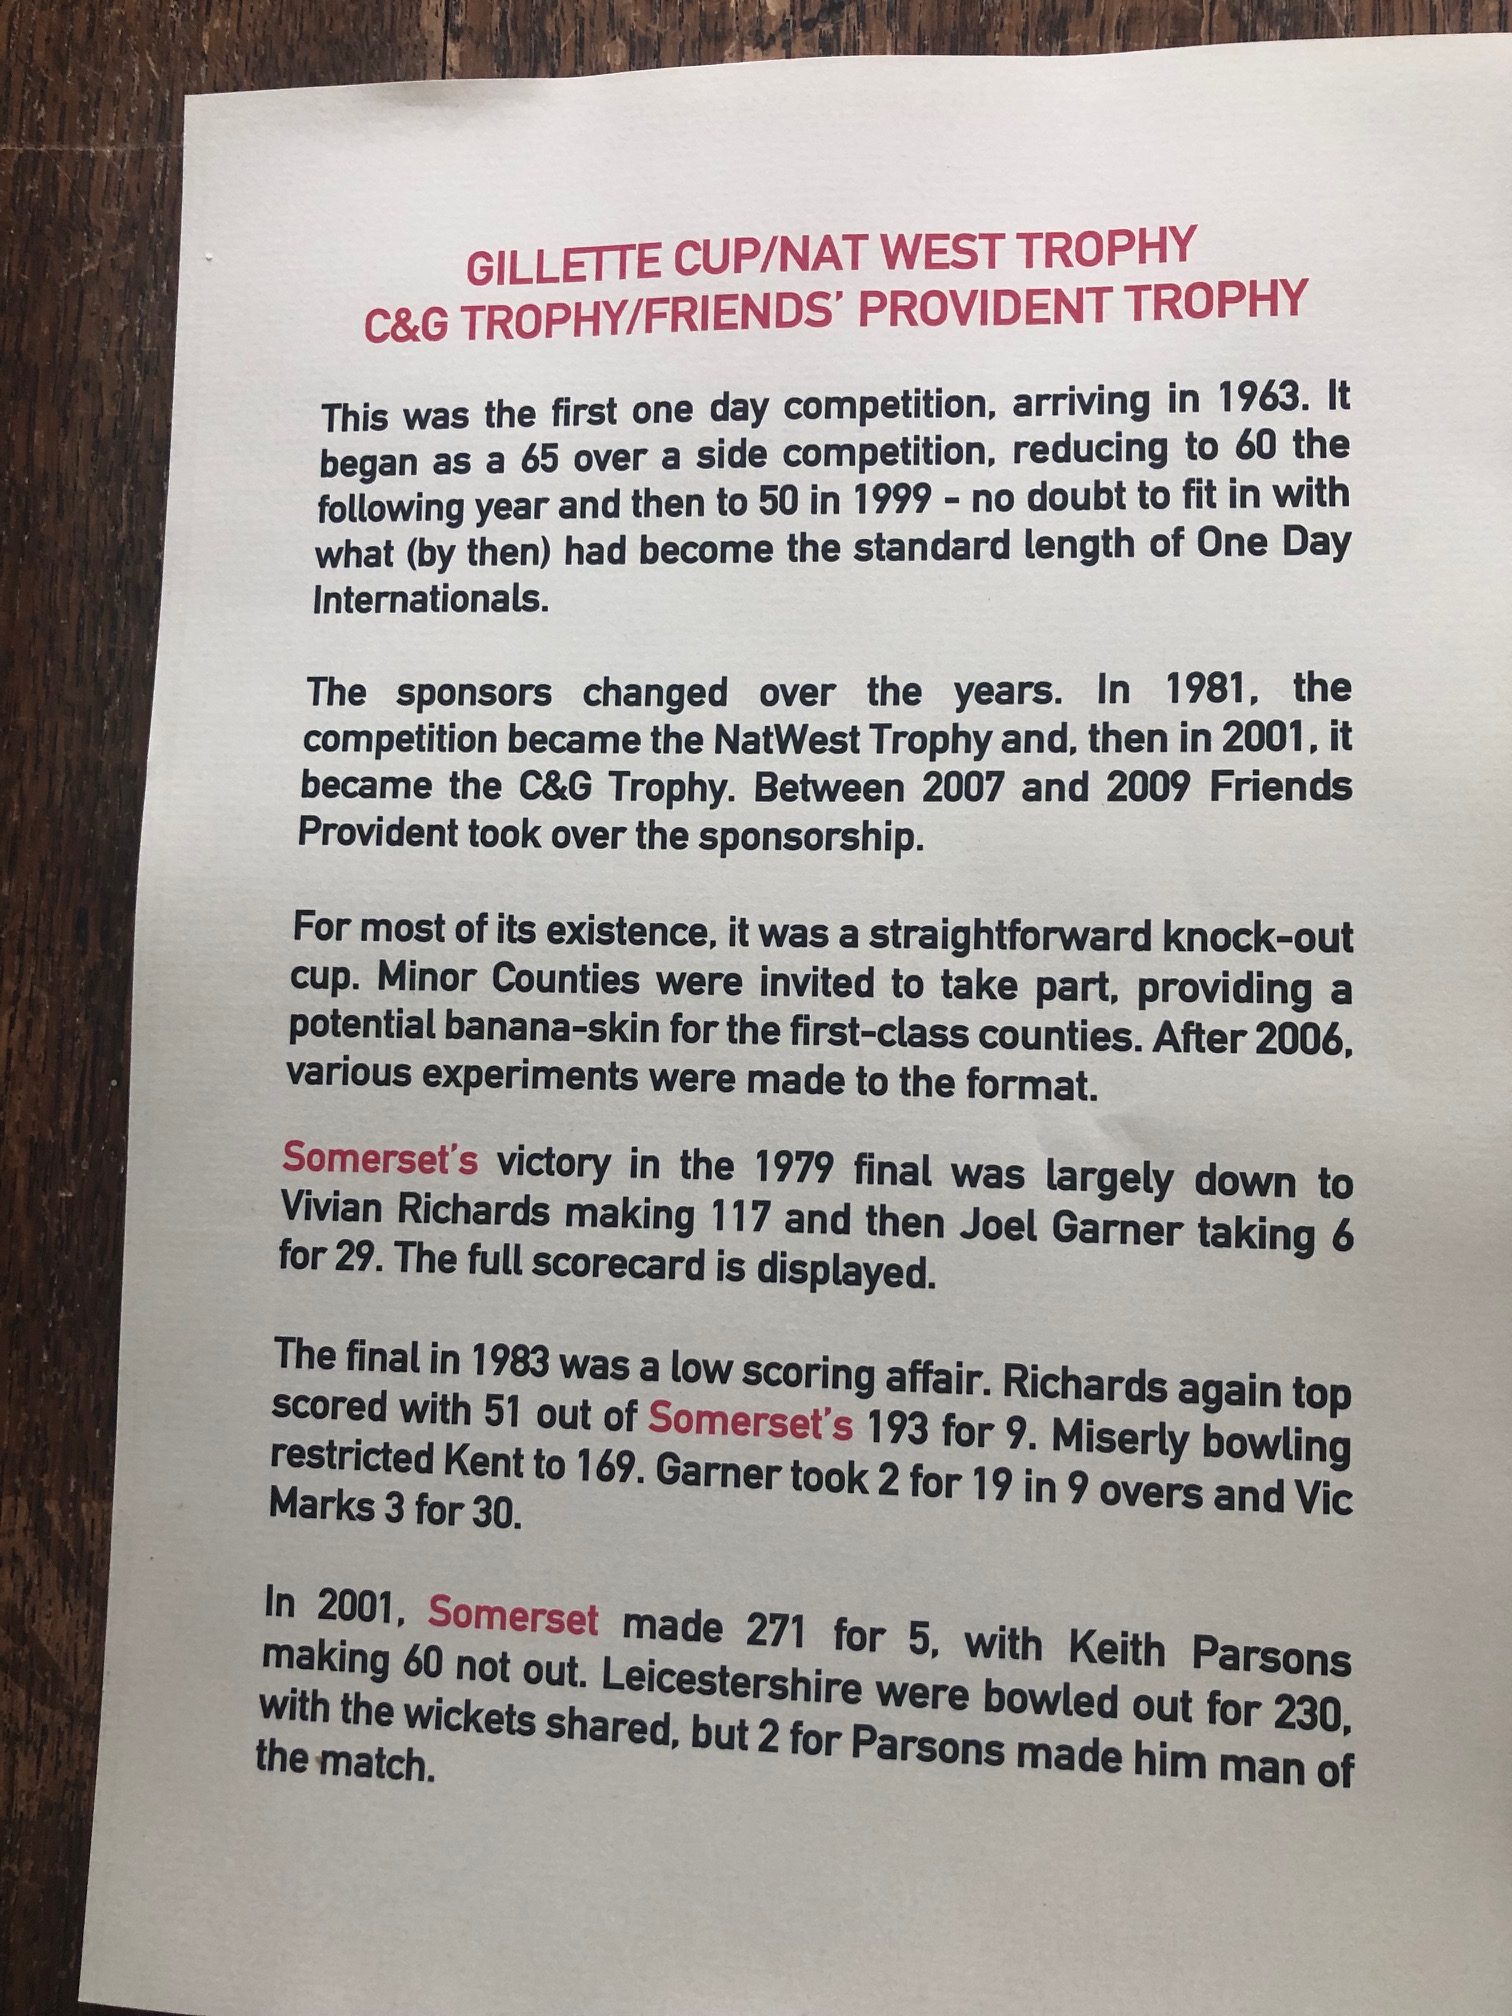 GILLETTE CUP/NAT WEST TROPHY
C&G TROPHY/FRIENDS' PROVIDENT TROPHY
This was the first one day competition, arriving in 1963. It
began as a 65 over a side competition, reducing to 60 the
following year and then to 50 in 1999 - no doubt to fit in with
what (by then) had become the standard length of One Day
Internationals.
The sponsors changed over the years. In 1981, the
competition became the NatWest Trophy and, then in 2001, it
became the C&G Trophy. Between 2007 and 2009 Friends
Provident took over the sponsorship.
For most of its existence, it was a straightforward knock-out
cup. Minor Counties were invited to take part, providing a
potential banana-skin for the first-class counties. After 2006,
various experiments were made to the format.
Somerset's victory in the 1979 final was largely down to
Vivian Richards making 117 and then Joel Garner taking 6
for 29. The full scorecard is displayed.
The final in 1983 was a low scoring affair. Richards again top
scored with 51 out of Somerset's 193 for 9. Miserly bowling
restricted Kent to 169. Garner took 2 for 19 in 9 overs and Vic
Marks 3 for 30.
In 2001, Somerset made 271 for 5, with Keith Parsons
making 60 not out. Leicestershire were bowled out for 230,
with the wickets shared, but 2 for Parsons made him man of
the match.